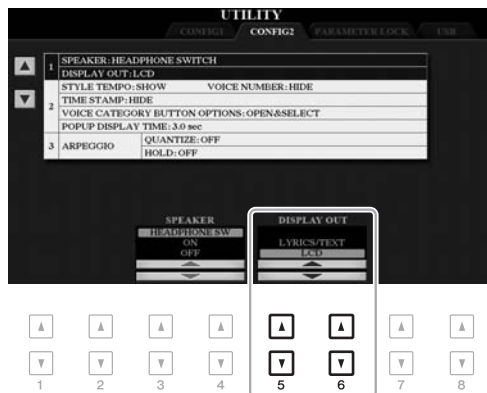 UTILITY
CONFIG1 CONFIG2 PARAMETER LOCK USB
1 SPEAKER:HEADPHONE SWITCH
DISPLAY OUT:LCD
2 STYLE TEMPO:SHOW VOICE NUMBER:HIDE
TIME STAMP:HIDE
VOICE CATEGORY BUTTON OPTIONS:OPEN&SELECT
POPUP DISPLAY TIME:3.0 sec
3 ARPEGGIO QUANTIZE:OFF
HOLD:OFF
SPEAKER DISPLAY OUT
HEADPHONE SW
ON LYRICS/TEXT
OFF LCD
1 2 3 4 5 6 7 8